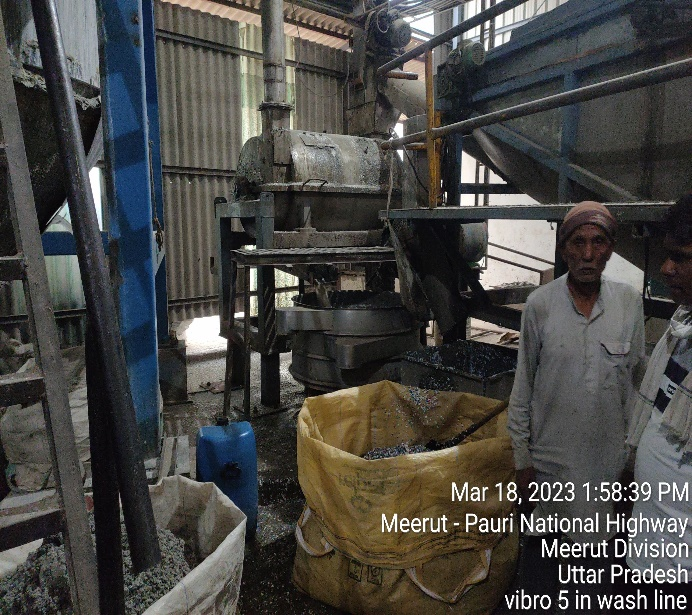 Mar 18, 2023 1:58:39 PM
Meerut - Pauri National Highway
Meerut Division
Uttar Pradesh
vibro 5 in wash line